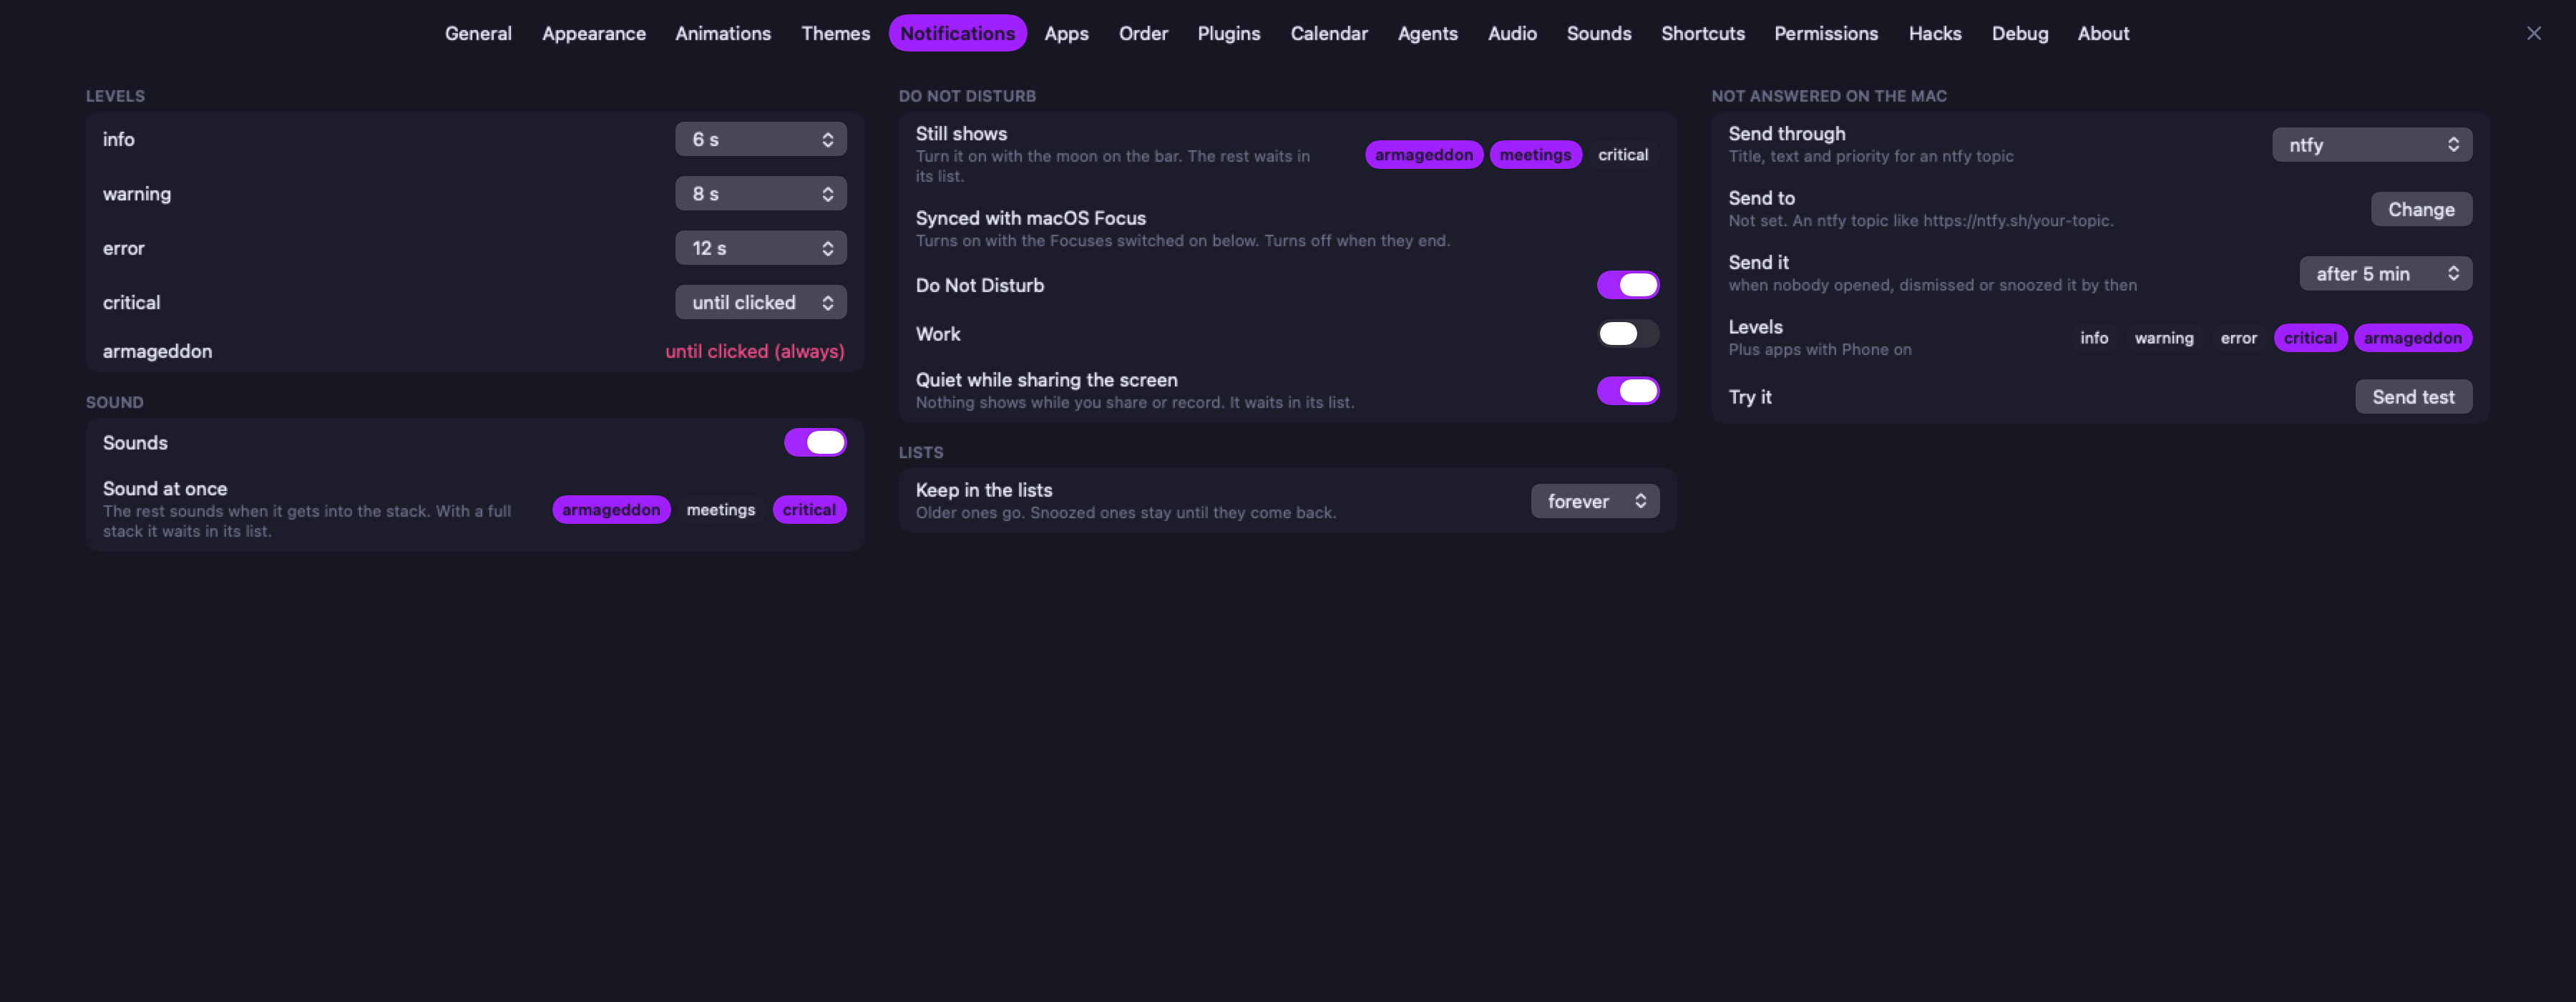 General Appearance Animations Themes Notifications Apps Order Plugins Calendar Agents Audio Sounds Shortcuts Permissions Hacks Debug About
LEVELS
info 6 s
warning 8 s
error 12 s
critical until clicked
armageddon until clicked (always)
SOUND
Sounds
Sound at once
The rest sounds when it gets into the stack. With a full
stack it waits in its list.
armageddon meetings critical
DO NOT DISTURB
Still shows
Turn it on with the moon on the bar. The rest waits in
its list.
armageddon meetings critical
Synced with macOS Focus
Turns on with the Focuses switched on below. Turns off when they end.
Do Not Disturb
Work
Quiet while sharing the screen
Nothing shows while you share or record. It waits in its list.
LISTS
Keep in the lists
Older ones go. Snoozed ones stay until they come back.
forever
NOT ANSWERED ON THE MAC
Send through
Title, text and priority for an ntfy topic
ntfy
Send to
Not set. An ntfy topic like https://ntfy.sh/your-topic.
Change
Send it
when nobody opened, dismissed or snoozed it by then
after 5 min
Levels
Plus apps with Phone on
info warning error critical armageddon
Try it
Send test